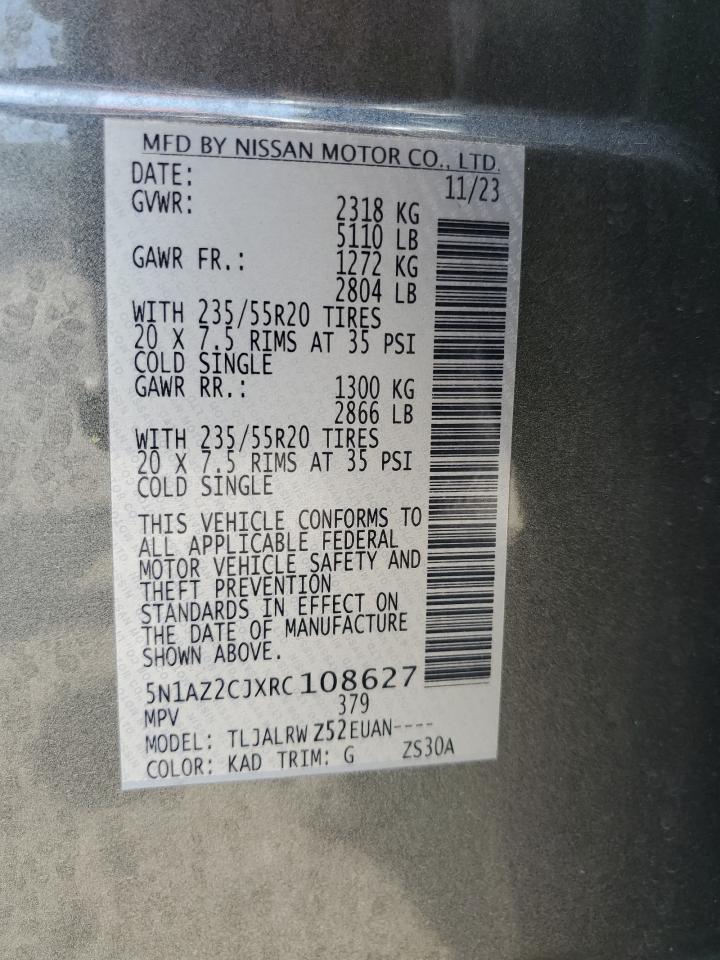 MFD BY NISSAN MOTOR CO., LTD.
DATE: 11/23
GVWR: 2318 KG
5110 LB
GAWR FR.: 1272 KG
2804 LB
WITH 235/55R20 TIRES
20 X 7.5 RIMS AT 35 PSI
COLD SINGLE
GAWR RR.: 1300 KG
2866 LB
WITH 235/55R20 TIRES
20 X 7.5 RIMS AT 35 PSI
COLD SINGLE
THIS VEHICLE CONFORMS TO
ALL APPLICABLE FEDERAL
MOTOR VEHICLE SAFETY AND
THEFT PREVENTION
STANDARDS IN EFFECT ON
THE DATE OF MANUFACTURE
SHOWN ABOVE.
5N1AZ2CJXRC108627
MPV 379
MODEL: TLJALRWZ52EUAN----
COLOR: KAD TRIM: G ZS30A